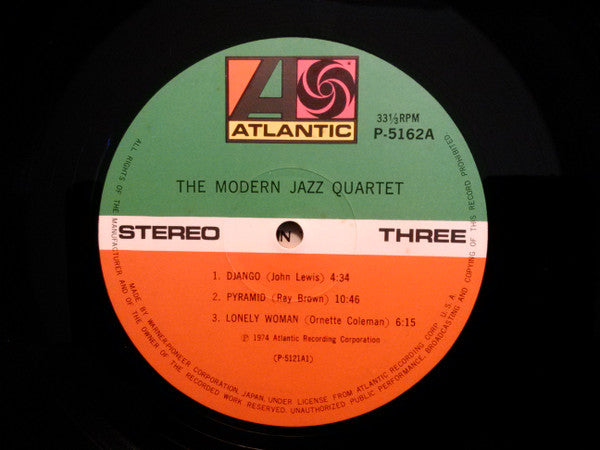 ATLANTIC
33⅓RPM
P-5162A
THE MODERN JAZZ QUARTET
STEREO
N
THREE
1. DJANGO (John Lewis) 4:34
2. PYRAMID (Ray Brown) 10:46
3. LONELY WOMAN (Ornette Coleman) 6:15
℗ 1974 Atlantic Recording Corporation
(P-5121A1)
MADE BY WARNER-PIONEER CORPORATION, JAPAN, UNDER LICENSE FROM ATLANTIC RECORDING CORP. U.S.A.
ALL RIGHTS OF THE MANUFACTURER AND OF THE OWNER OF THE RECORDED WORK RESERVED. UNAUTHORIZED PUBLIC PERFORMANCE, BROADCASTING AND COPYING OF THIS RECORD PROHIBITED.